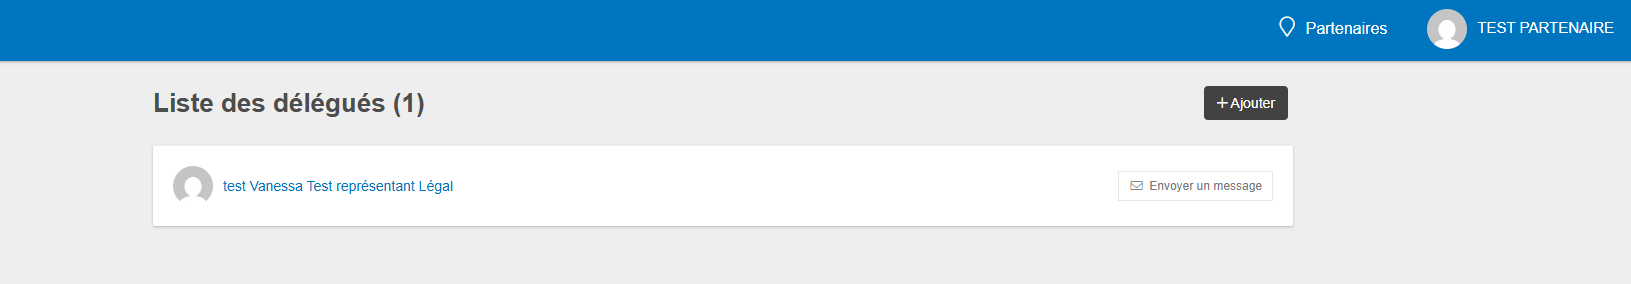 Partenaires
TEST PARTENAIRE
Liste des délégués (1)
+ Ajouter
test Vanessa Test représentant Légal
Envoyer un message